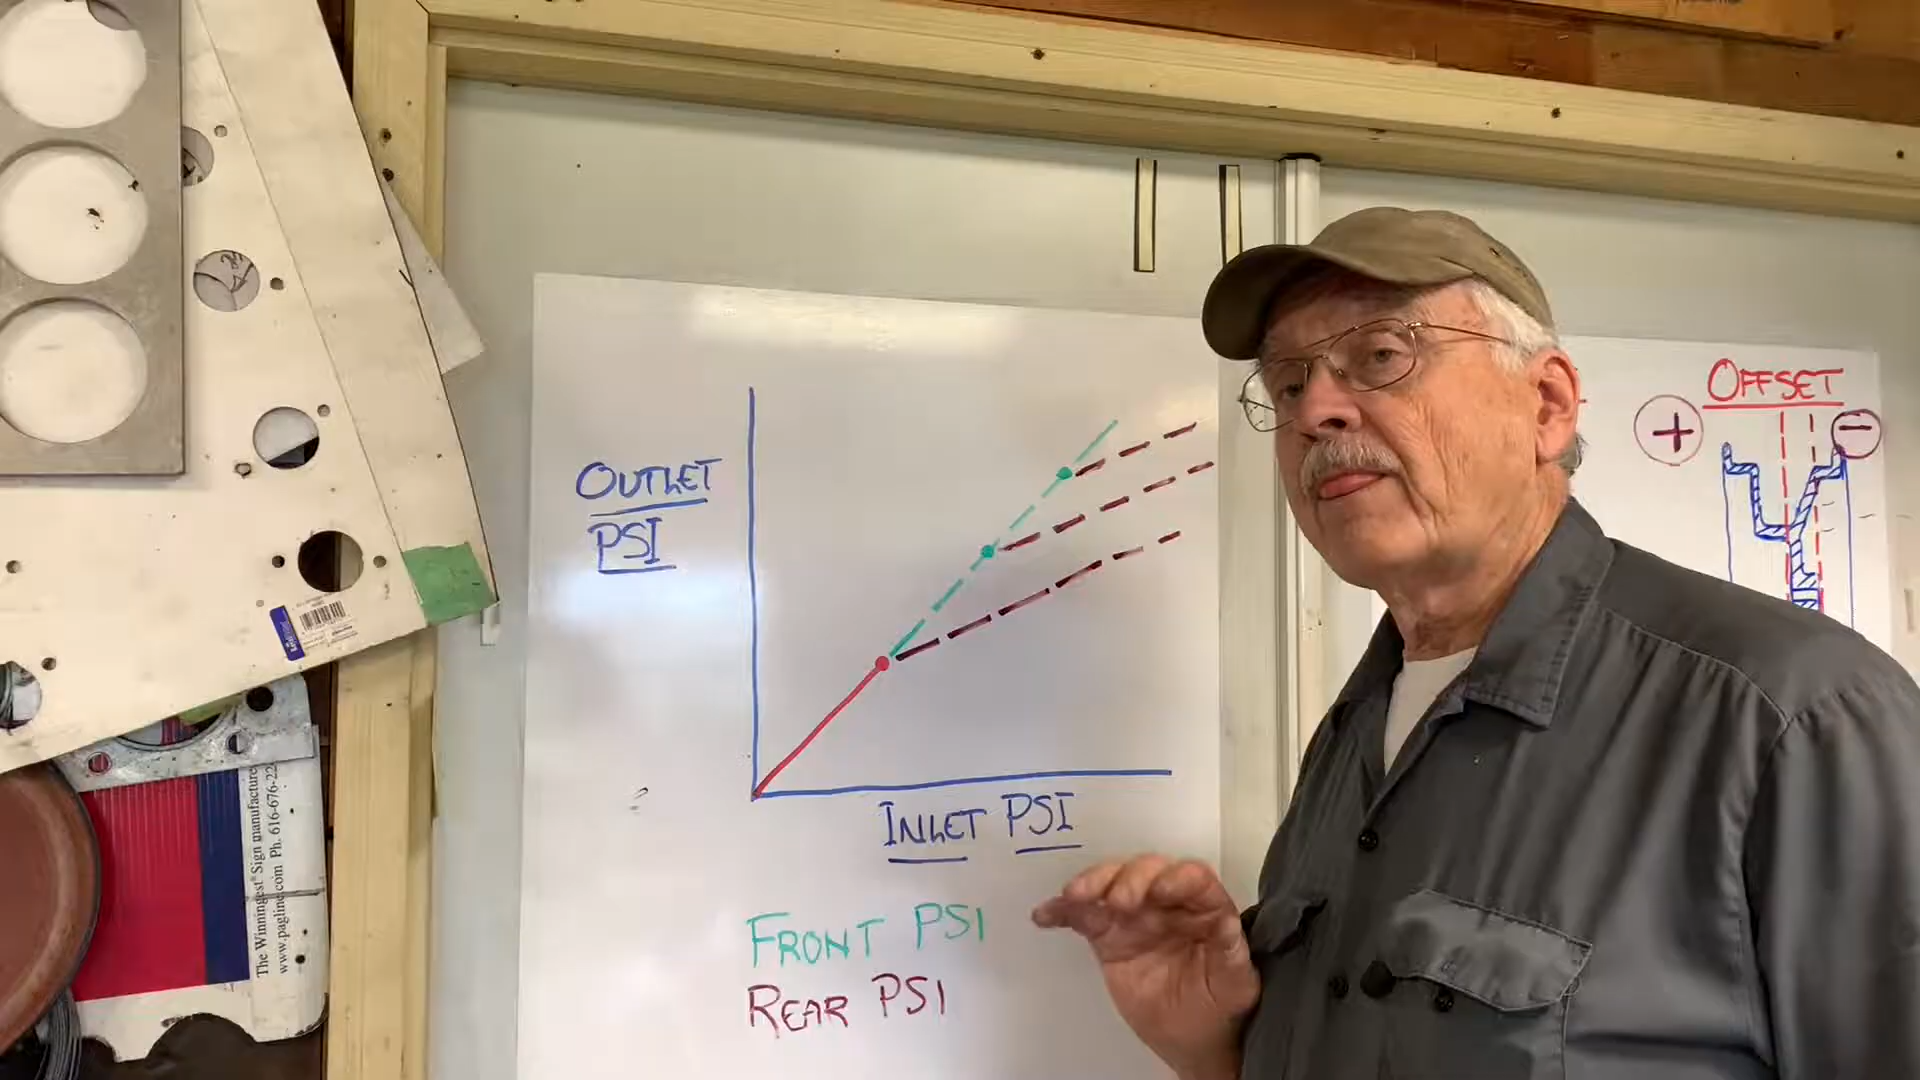 OUTLET
PSI
INLET PSI
FRONT PSI
REAR PSI
OFFSET
+
−
The Winningest® Sign manufacture
www.pagline.com Ph. 616-676-22